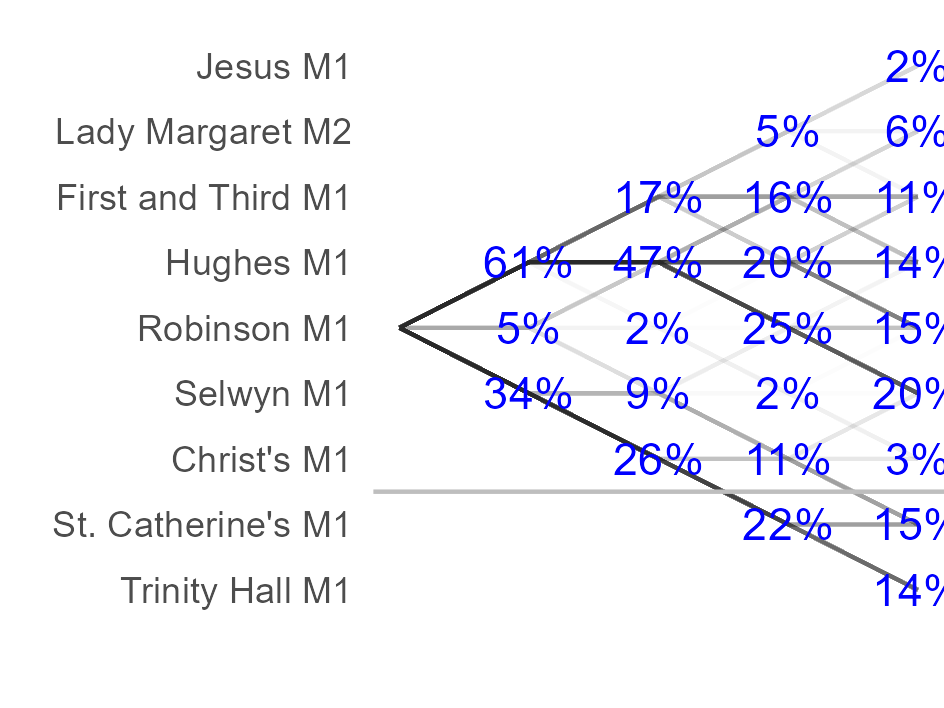 Jesus M1 2%
Lady Margaret M2 5% 6%
First and Third M1 17% 16% 11%
Hughes M1 61% 47% 20% 14%
Robinson M1 5% 2% 25% 15%
Selwyn M1 34% 9% 2% 20%
Christ's M1 26% 11% 3%
St. Catherine's M1 22% 15%
Trinity Hall M1 14%